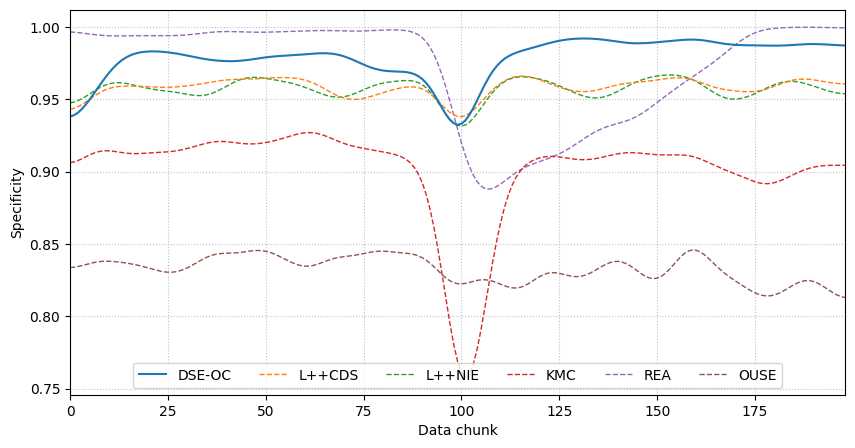 1.00
0.95
0.90
0.85
0.80
0.75
Specificity
0 25 50 75 100 125 150 175
Data chunk
DSE-OC L++CDS L++NIE KMC REA OUSE